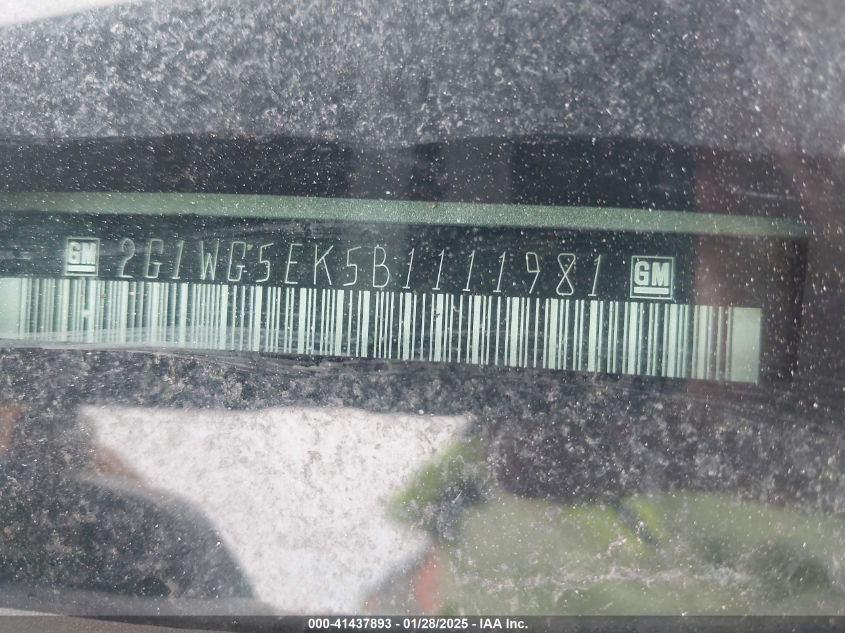 GM 2G1WG5EK5B1111981 GM
000-41437893 | 01/28/2025 - IAA Inc.